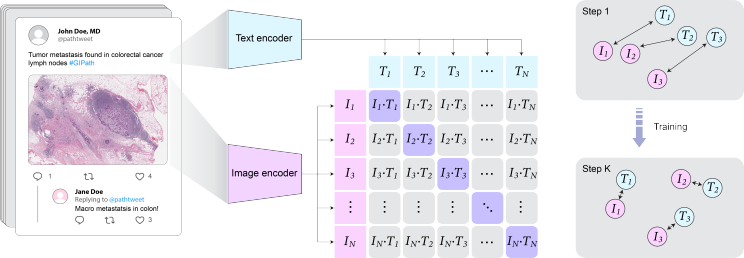 John Doe, MD
@pathtweet
Tumor metastasis found in colorectal cancer
lymph nodes #GIPath
1
4
Jane Doe
Replying to @pathtweet
Macro metastatsis in colon!
3
Text encoder
Image encoder
T1 T2 T3 ⋯ TN
I1 I1·T1 I1·T2 I1·T3 ⋯ I1·TN
I2 I2·T1 I2·T2 I2·T3 ⋯ I2·TN
I3 I3·T1 I3·T2 I3·T3 ⋯ I3·TN
⋮ ⋮ ⋮ ⋮ ⋱ ⋮
IN IN·T1 IN·T2 IN·T3 ⋯ IN·TN
Step 1
T1
T2
T3
I1
I2
I3
Training
Step K
T1
I2
T2
I1
T3
I3